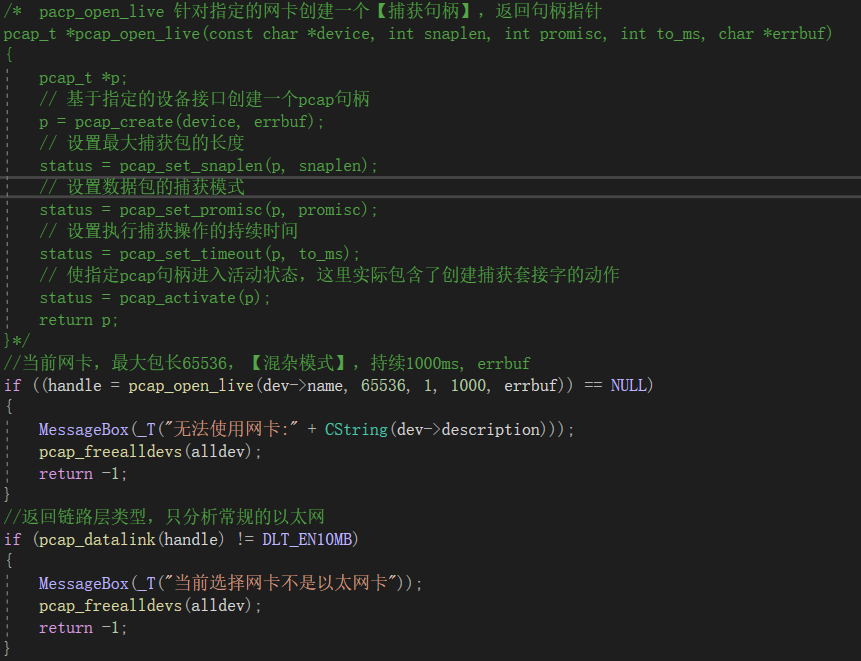 /*  pacp_open_live 针对指定的网卡创建一个【捕获句柄】，返回句柄指针
pcap_t *pcap_open_live(const char *device, int snaplen, int promisc, int to_ms, char *errbuf)
{
    pcap_t *p;
    // 基于指定的设备接口创建一个pcap句柄
    p = pcap_create(device, errbuf);
    // 设置最大捕获包的长度
    status = pcap_set_snaplen(p, snaplen);
    // 设置数据包的捕获模式
    status = pcap_set_promisc(p, promisc);
    // 设置执行捕获操作的持续时间
    status = pcap_set_timeout(p, to_ms);
    // 使指定pcap句柄进入活动状态，这里实际包含了创建捕获套接字的动作
    status = pcap_activate(p);
    return p;
}*/
//当前网卡，最大包长65536，【混杂模式】，持续1000ms, errbuf
if ((handle = pcap_open_live(dev->name, 65536, 1, 1000, errbuf)) == NULL)
{
    MessageBox(_T("无法使用网卡:" + CString(dev->description)));
    pcap_freealldevs(alldev);
    return -1;
}
//返回链路层类型，只分析常规的以太网
if (pcap_datalink(handle) != DLT_EN10MB)
{
    MessageBox(_T("当前选择网卡不是以太网卡"));
    pcap_freealldevs(alldev);
    return -1;
}